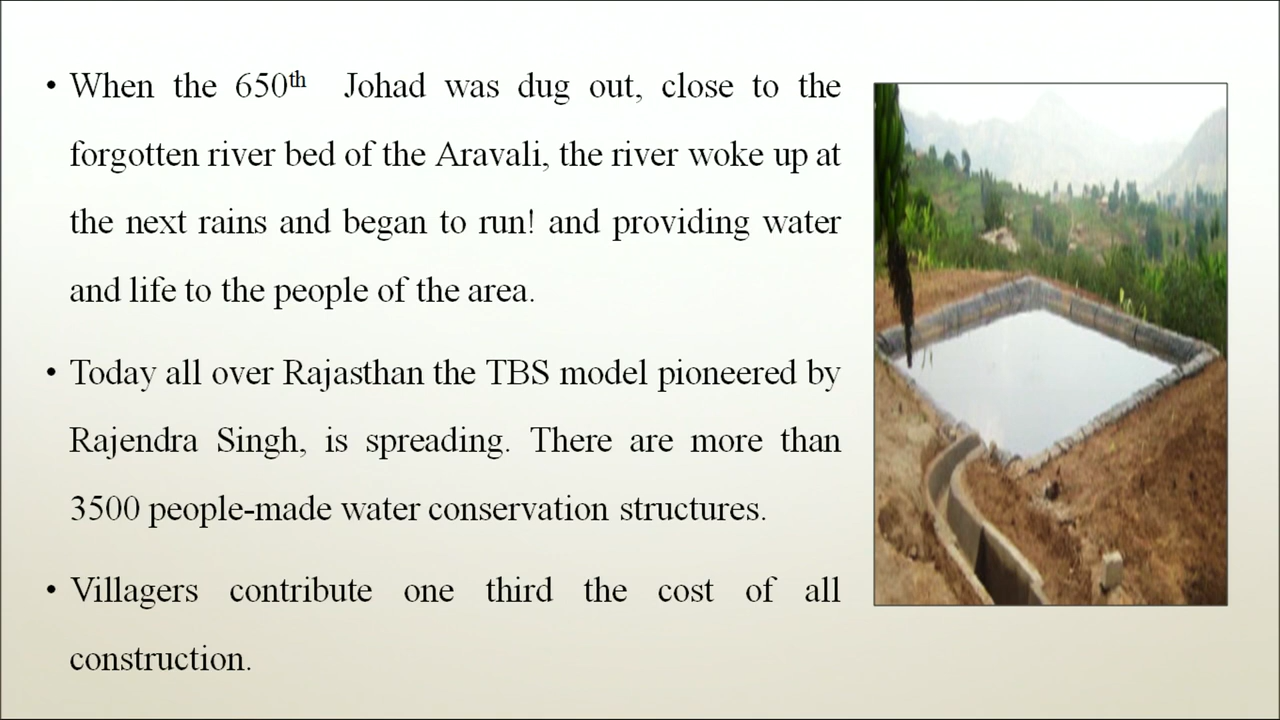 • When the 650th Johad was dug out, close to the
forgotten river bed of the Aravali, the river woke up at
the next rains and began to run! and providing water
and life to the people of the area.
• Today all over Rajasthan the TBS model pioneered by
Rajendra Singh, is spreading. There are more than
3500 people-made water conservation structures.
• Villagers contribute one third the cost of all
construction.